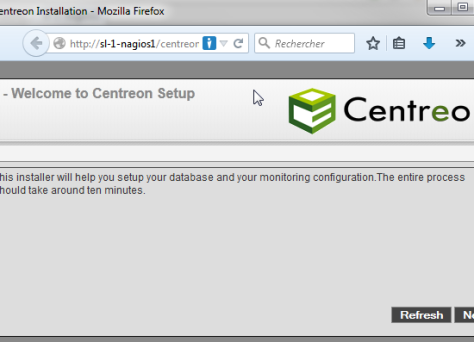 entreon Installation - Mozilla Firefox
http://sl-1-nagios1/centreor
Rechercher
- Welcome to Centreon Setup
Centreo
his installer will help you setup your database and your monitoring configuration.The entire process
hould take around ten minutes.
Refresh
Ne